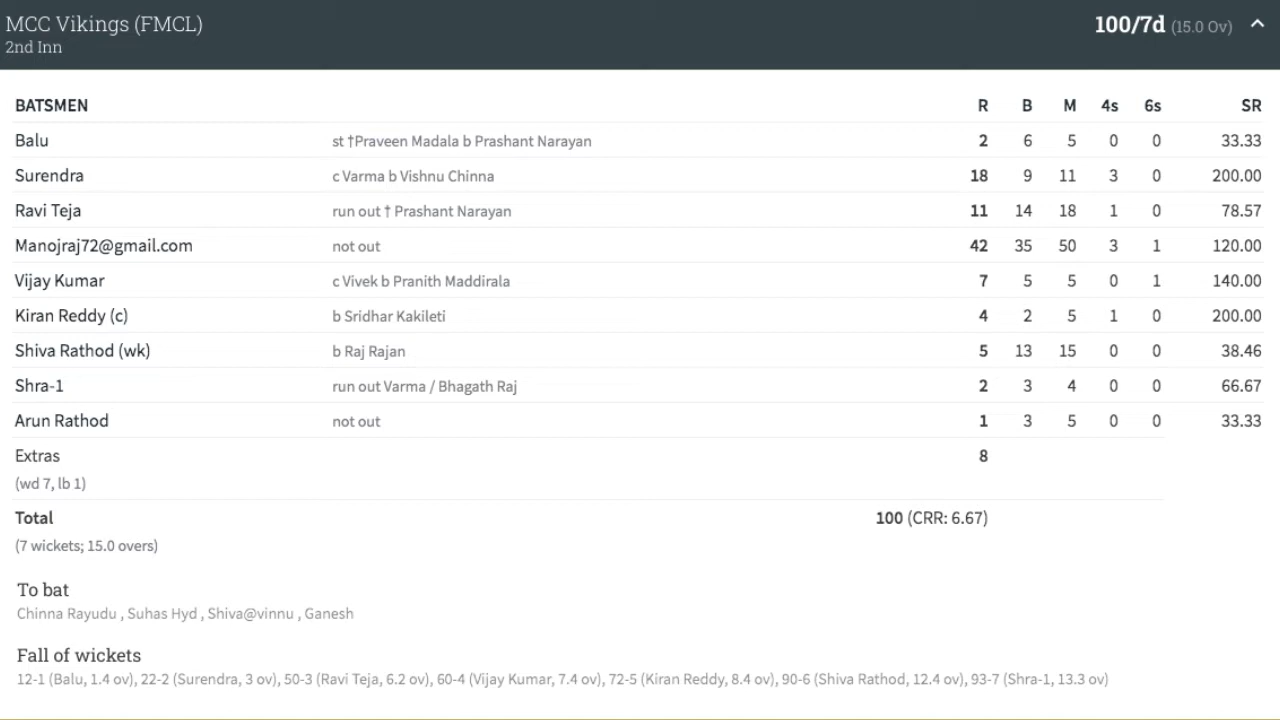 MCC Vikings (FMCL) 100/7d (15.0 Ov)
2nd Inn
BATSMEN R B M 4s 6s SR
Balu st †Praveen Madala b Prashant Narayan 2 6 5 0 0 33.33
Surendra c Varma b Vishnu Chinna 18 9 11 3 0 200.00
Ravi Teja run out † Prashant Narayan 11 14 18 1 0 78.57
Manojraj72@gmail.com not out 42 35 50 3 1 120.00
Vijay Kumar c Vivek b Pranith Maddirala 7 5 5 0 1 140.00
Kiran Reddy (c) b Sridhar Kakileti 4 2 5 1 0 200.00
Shiva Rathod (wk) b Raj Rajan 5 13 15 0 0 38.46
Shra-1 run out Varma / Bhagath Raj 2 3 4 0 0 66.67
Arun Rathod not out 1 3 5 0 0 33.33
Extras 8
(wd 7, lb 1)
Total 100 (CRR: 6.67)
(7 wickets; 15.0 overs)
To bat
Chinna Rayudu , Suhas Hyd , Shiva@vinnu , Ganesh
Fall of wickets
12-1 (Balu, 1.4 ov), 22-2 (Surendra, 3 ov), 50-3 (Ravi Teja, 6.2 ov), 60-4 (Vijay Kumar, 7.4 ov), 72-5 (Kiran Reddy, 8.4 ov), 90-6 (Shiva Rathod, 12.4 ov), 93-7 (Shra-1, 13.3 ov)